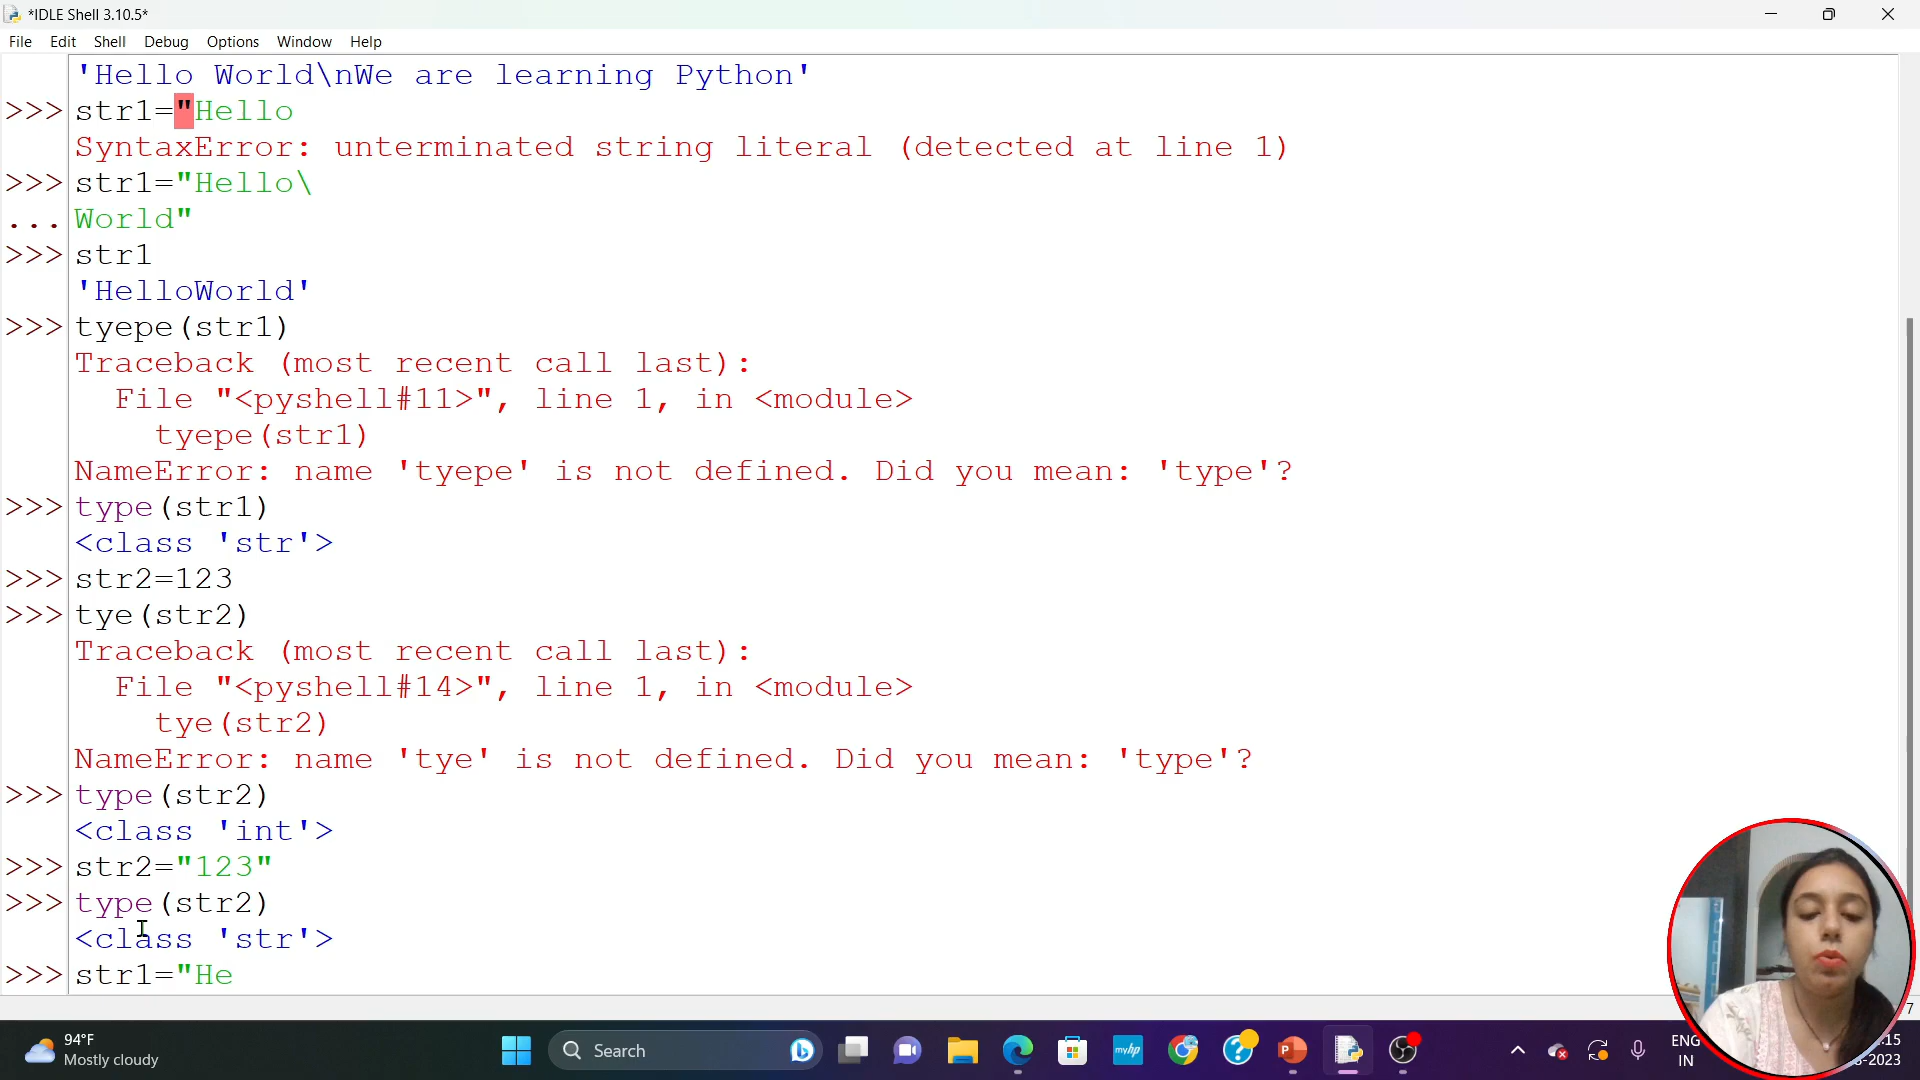 *IDLE Shell 3.10.5*
File Edit Shell Debug Options Window Help
'Hello World\nWe are learning Python'
>>> str1="Hello
SyntaxError: unterminated string literal (detected at line 1)
>>> str1="Hello\
... World"
>>> str1
'HelloWorld'
>>> tyepe(str1)
Traceback (most recent call last):
  File "<pyshell#11>", line 1, in <module>
    tyepe(str1)
NameError: name 'tyepe' is not defined. Did you mean: 'type'?
>>> type(str1)
<class 'str'>
>>> str2=123
>>> tye(str2)
Traceback (most recent call last):
  File "<pyshell#14>", line 1, in <module>
    tye(str2)
NameError: name 'tye' is not defined. Did you mean: 'type'?
>>> type(str2)
<class 'int'>
>>> str2="123"
>>> type(str2)
<class 'str'>
>>> str1="He
94°F
Mostly cloudy
Search
myhp
ENG
IN